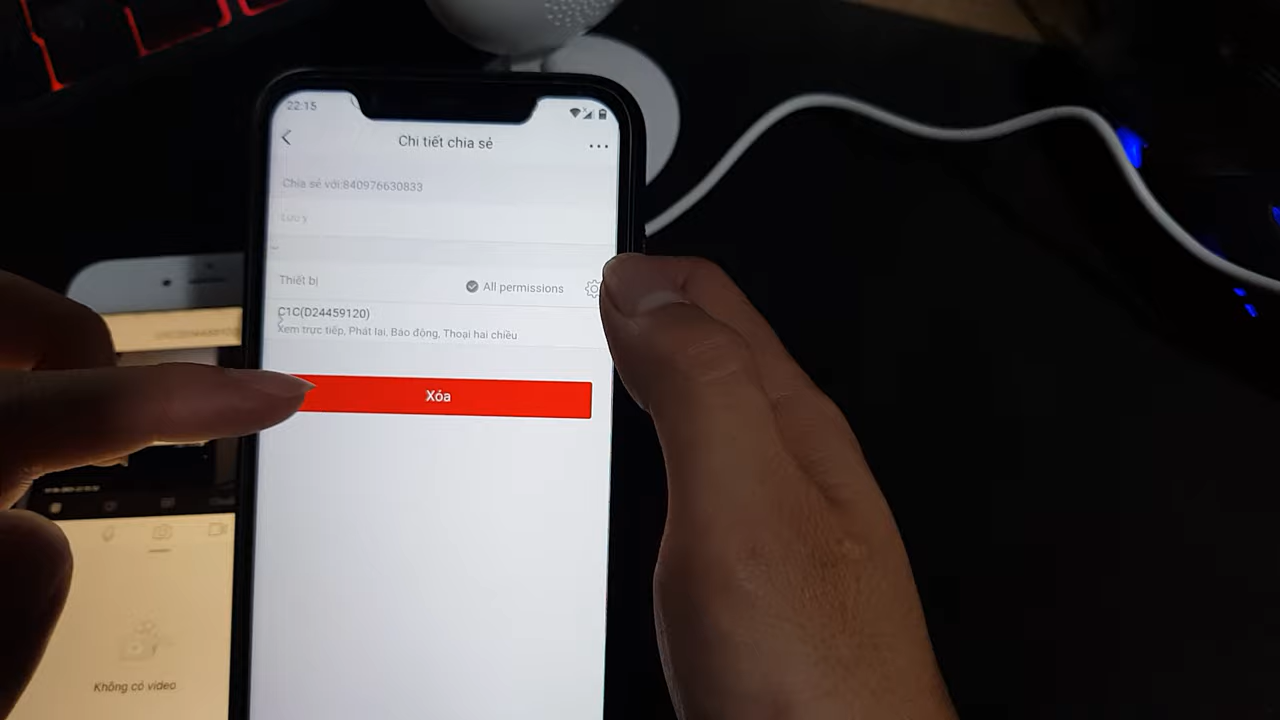 22:15
Chi tiết chia sẻ
Chia sẻ với:840976630833
Lưu ý
Thiết bị
All permissions
C1C(D24459120)
Xem trực tiếp, Phát lại, Báo động, Thoại hai chiều
Xóa
Không có video